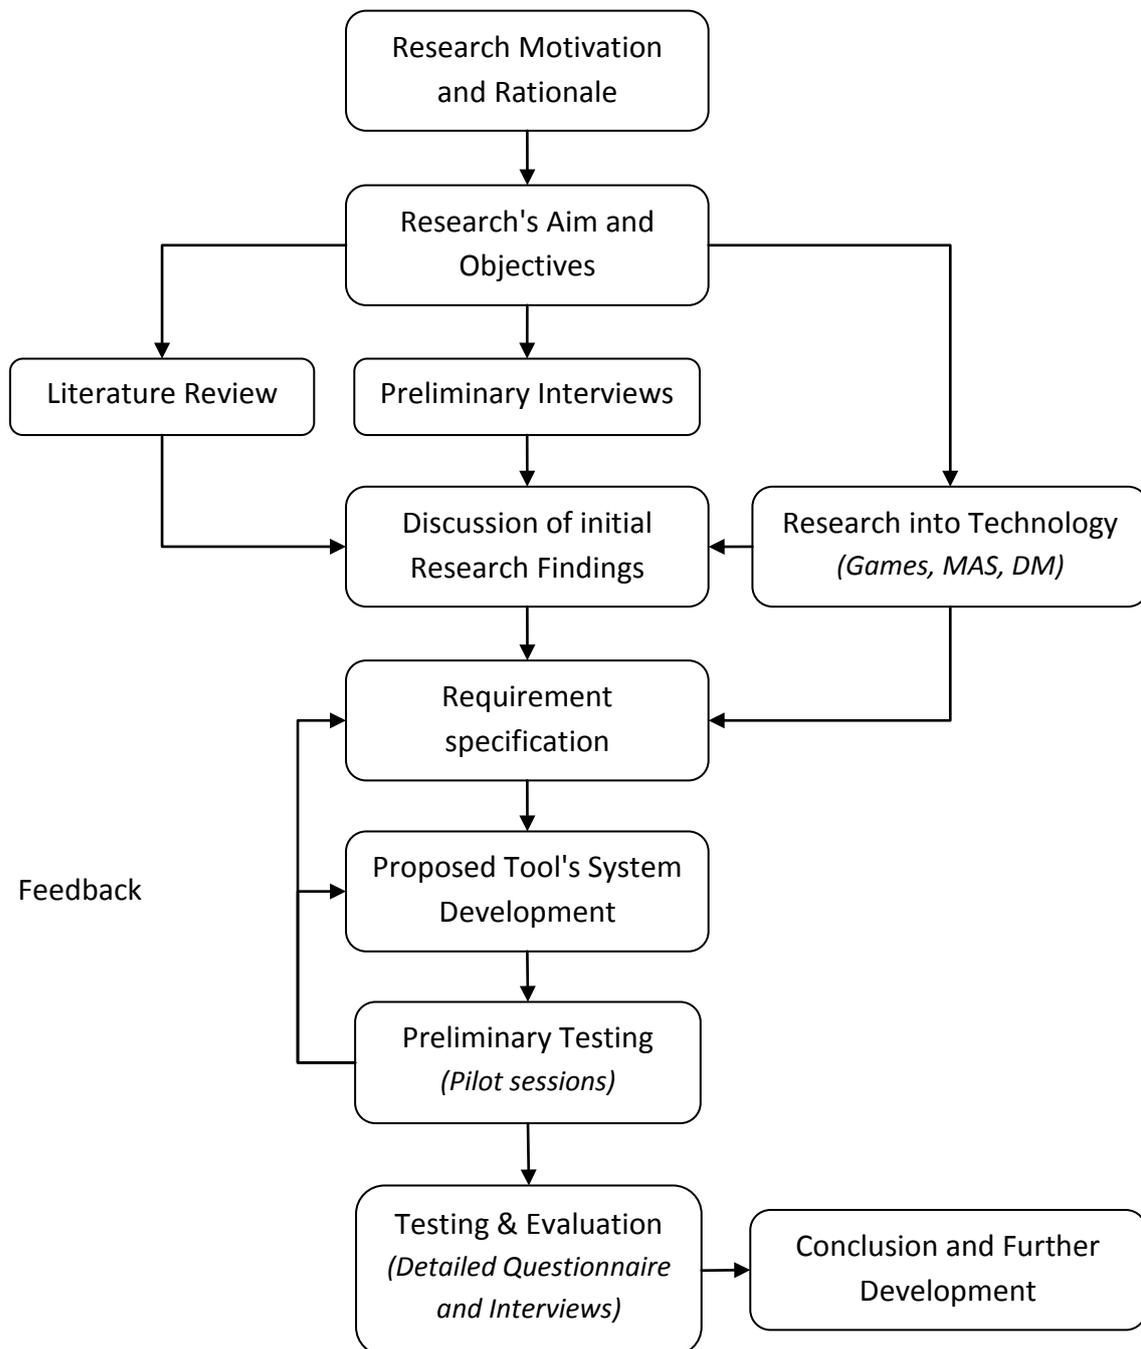 Research Motivation
and Rationale
Research's Aim and
Objectives
Literature Review
Preliminary Interviews
Discussion of initial
Research Findings
Research into Technology
(Games, MAS, DM)
Requirement
specification
Proposed Tool's System
Development
Feedback
Preliminary Testing
(Pilot sessions)
Testing & Evaluation
(Detailed Questionnaire
and Interviews)
Conclusion and Further
Development